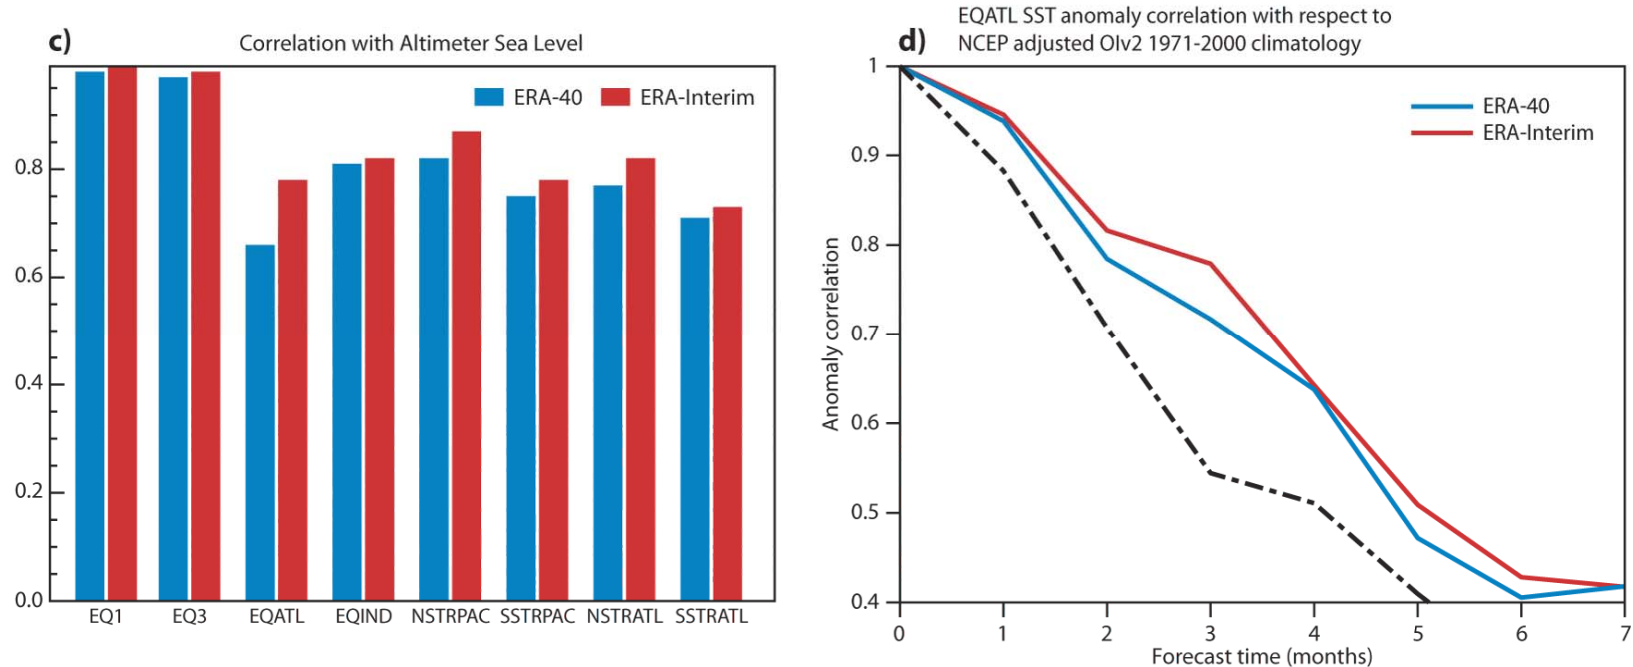 c)
Correlation with Altimeter Sea Level
ERA-40
ERA-Interim
0.8
0.6
0.4
0.2
0.0
EQ1 EQ3 EQATL EQIND NSTRPAC SSTRPAC NSTRATL SSTRATL
d)
EQATL SST anomaly correlation with respect to
NCEP adjusted OIv2 1971-2000 climatology
ERA-40
ERA-Interim
Anomaly correlation
1
0.9
0.8
0.7
0.6
0.5
0.4
0 1 2 3 4 5 6 7
Forecast time (months)